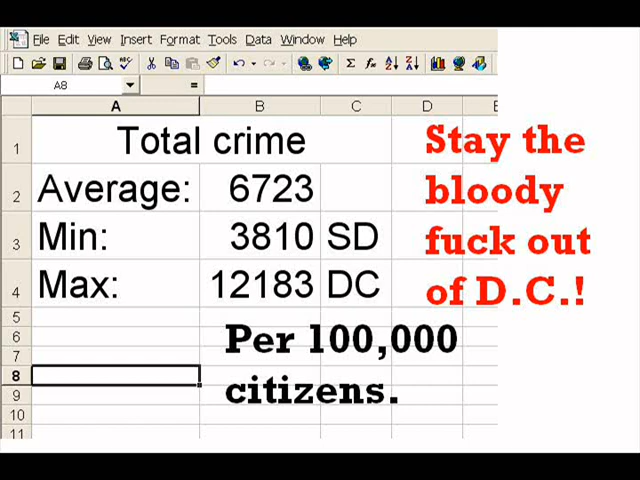 File Edit View Insert Format Tools Data Window Help
A8 =
A B C D E
1 Total crime
2 Average: 6723
3 Min: 3810 SD
4 Max: 12183 DC
5
6
7
8
9
10
11
Stay the
bloody
fuck out
of D.C.!
Per 100,000
citizens.